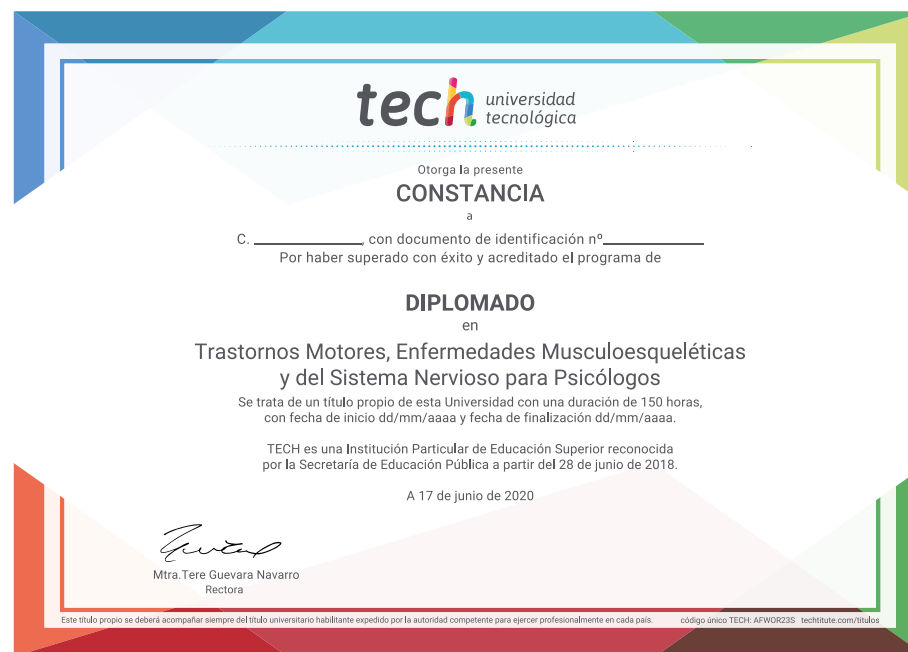 tech universidad
tecnológica
Otorga la presente
CONSTANCIA
a
C. ____________, con documento de identificación nº____________
Por haber superado con éxito y acreditado el programa de
DIPLOMADO
en
Trastornos Motores, Enfermedades Musculoesqueléticas
y del Sistema Nervioso para Psicólogos
Se trata de un título propio de esta Universidad con una duración de 150 horas,
con fecha de inicio dd/mm/aaaa y fecha de finalización dd/mm/aaaa.
TECH es una Institución Particular de Educación Superior reconocida
por la Secretaría de Educación Pública a partir del 28 de junio de 2018.
A 17 de junio de 2020
Mtra.Tere Guevara Navarro
Rectora
Este título propio se deberá acompañar siempre del título universitario habilitante expedido por la autoridad competente para ejercer profesionalmente en cada país. código único TECH: AFWOR23S techtitute.com/titulos